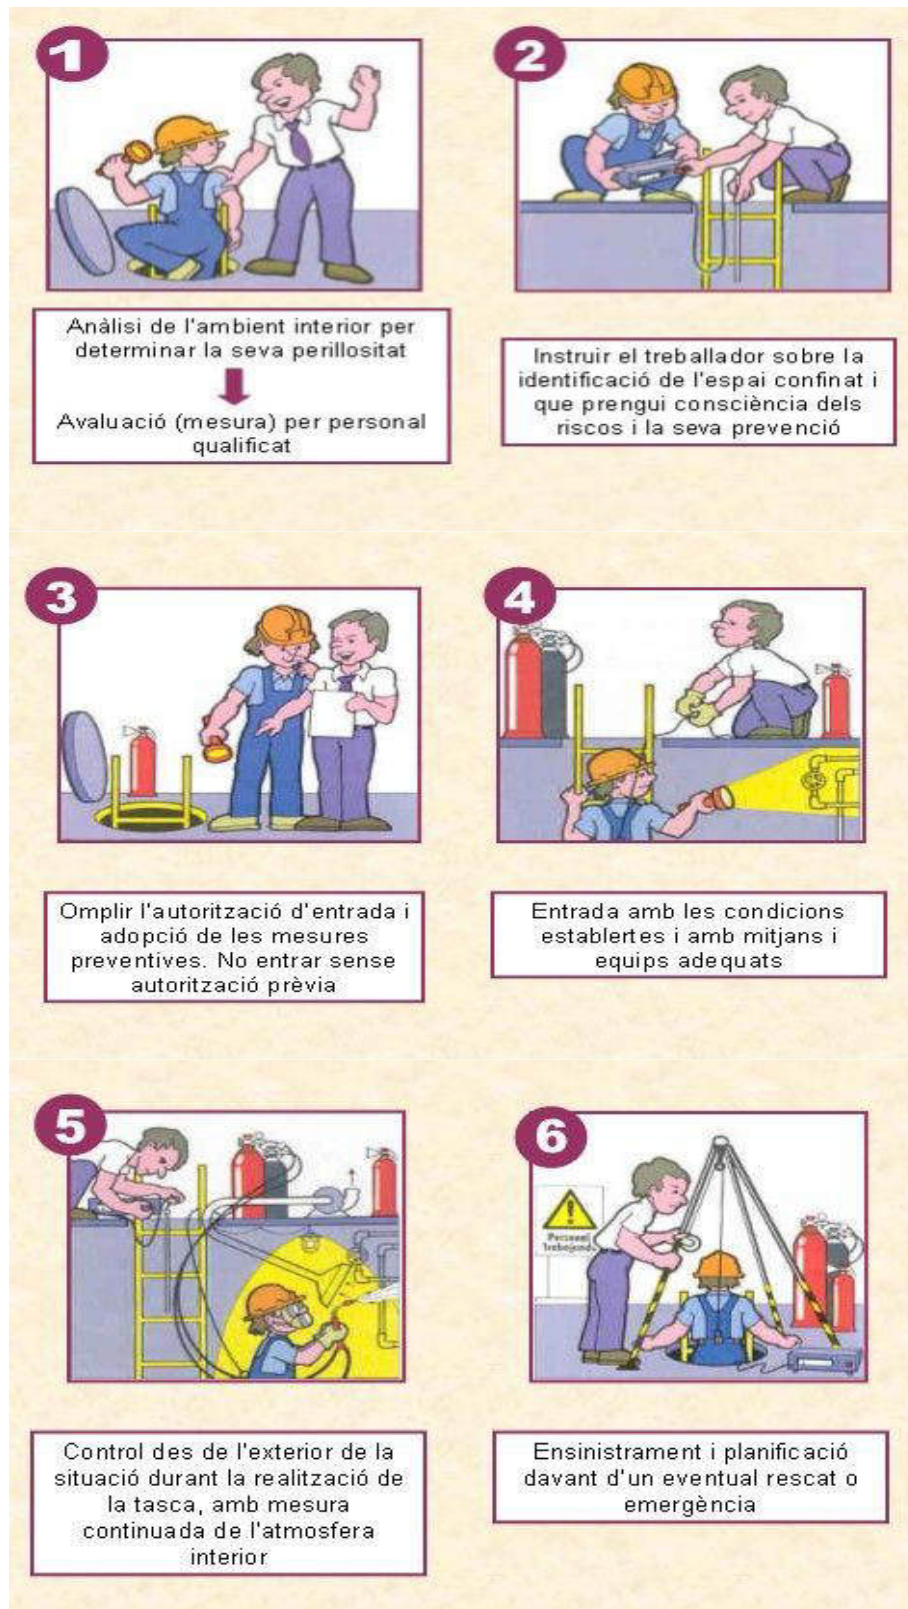 1
Anàlisi de l'ambient interior per
determinar la seva perillositat
Avaluació (mesura) per personal
qualificat
2
Instruir el treballador sobre la
identificació de l'espai confinat i
que prengui consciència dels
riscos i la seva prevenció
3
Omplir l'autorització d'entrada i
adopció de les mesures
preventives. No entrar sense
autorització prèvia
4
Entrada amb les condicions
establertes i amb mitjans i
equips adequats
5
Control des de l'exterior de la
situació durant la realització de
la tasca, amb mesura
continuada de l'atmosfera
interior
6
Personal
Trabajando
Ensinistrament i planificació
davant d'un eventual rescat o
emergència